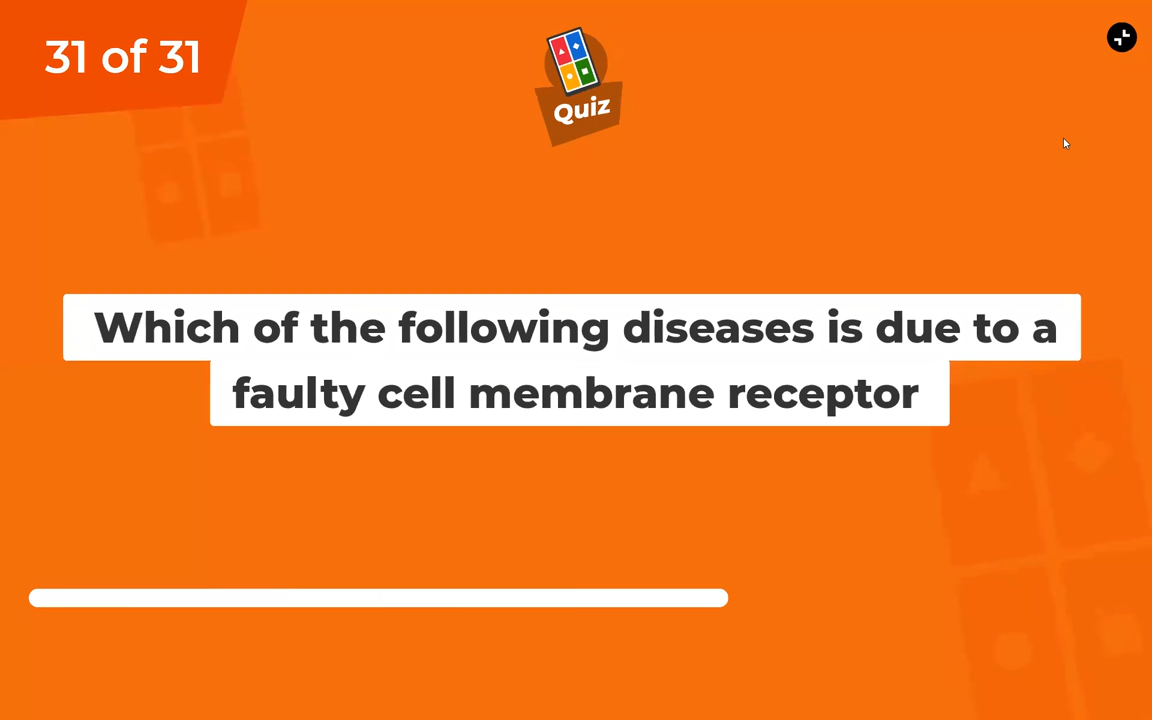 31 of 31
Quiz
Which of the following diseases is due to a
faulty cell membrane receptor